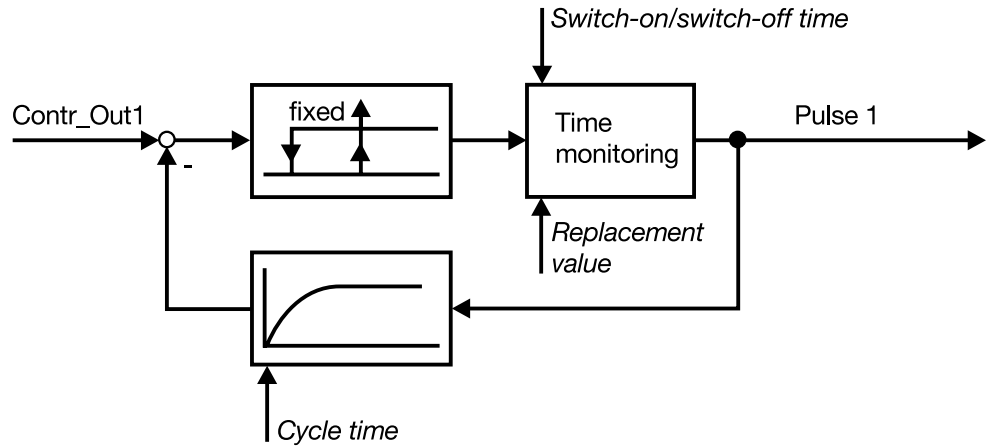 Switch-on/switch-off time
Contr_Out1
fixed
Time
monitoring
Pulse 1
-
Replacement
value
Cycle time